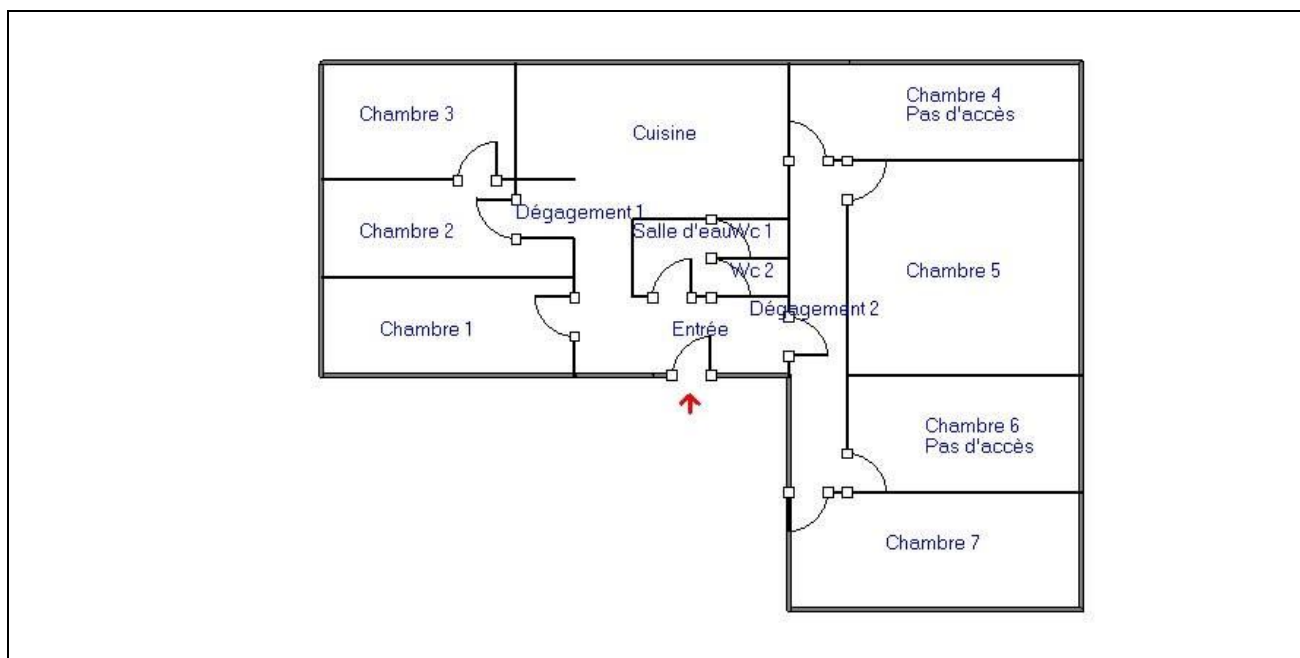 Chambre 3
Cuisine
Chambre 4
Pas d'accès
Dégagement 1
Chambre 2
Salle d'eau
Wc 1
Wc 2
Chambre 5
Dégagement 2
Chambre 1
Entrée
Chambre 6
Pas d'accès
Chambre 7